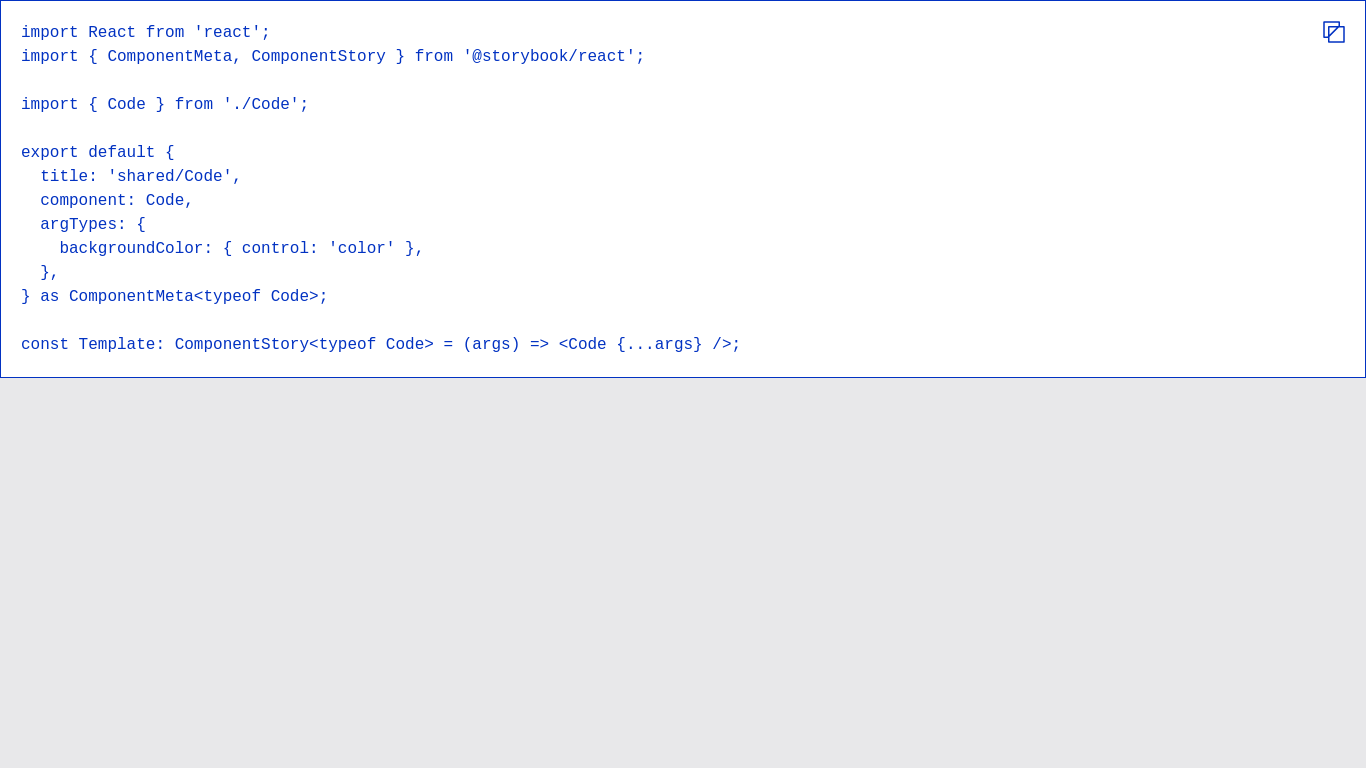 import React from 'react';
import { ComponentMeta, ComponentStory } from '@storybook/react';

import { Code } from './Code';

export default {
  title: 'shared/Code',
  component: Code,
  argTypes: {
    backgroundColor: { control: 'color' },
  },
} as ComponentMeta<typeof Code>;

const Template: ComponentStory<typeof Code> = (args) => <Code {...args} />;